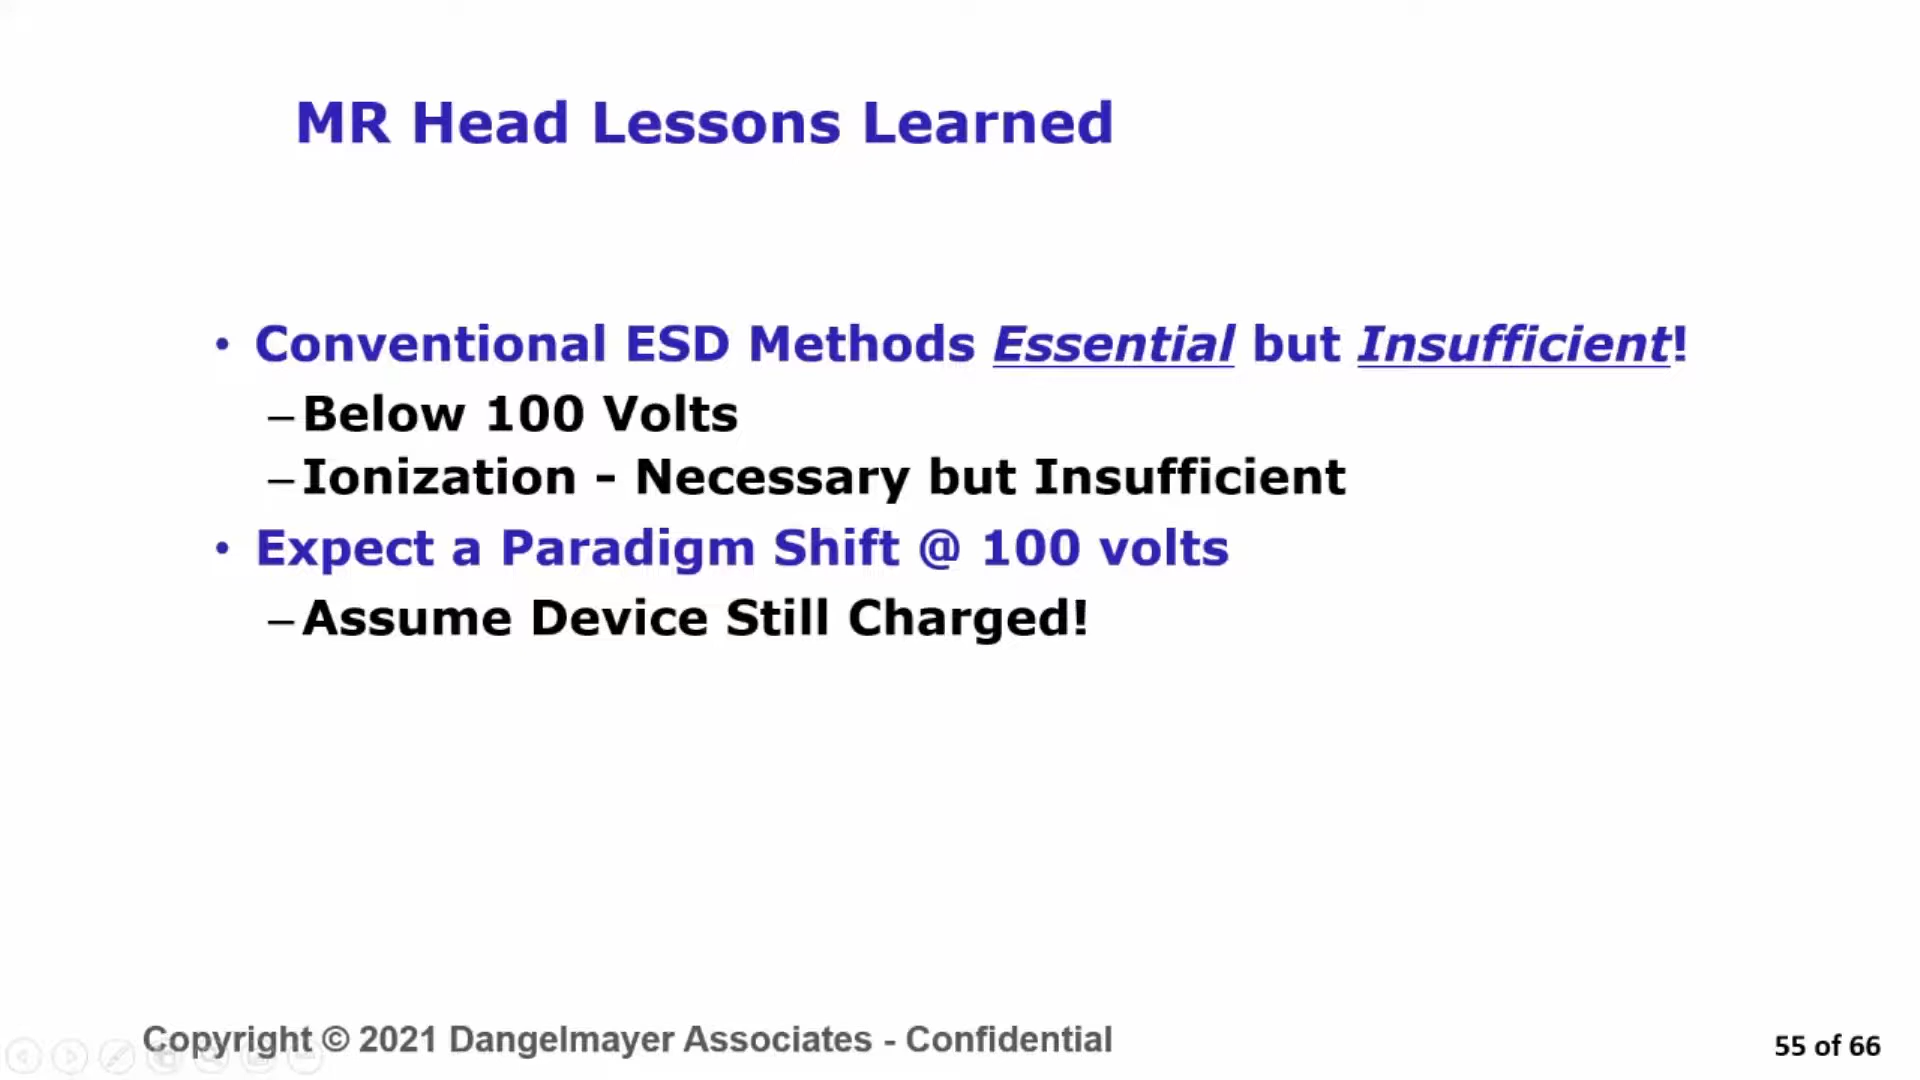 MR Head Lessons Learned
• Conventional ESD Methods Essential but Insufficient!
–Below 100 Volts
–Ionization - Necessary but Insufficient
• Expect a Paradigm Shift @ 100 volts
–Assume Device Still Charged!
Copyright © 2021 Dangelmayer Associates - Confidential
55 of 66